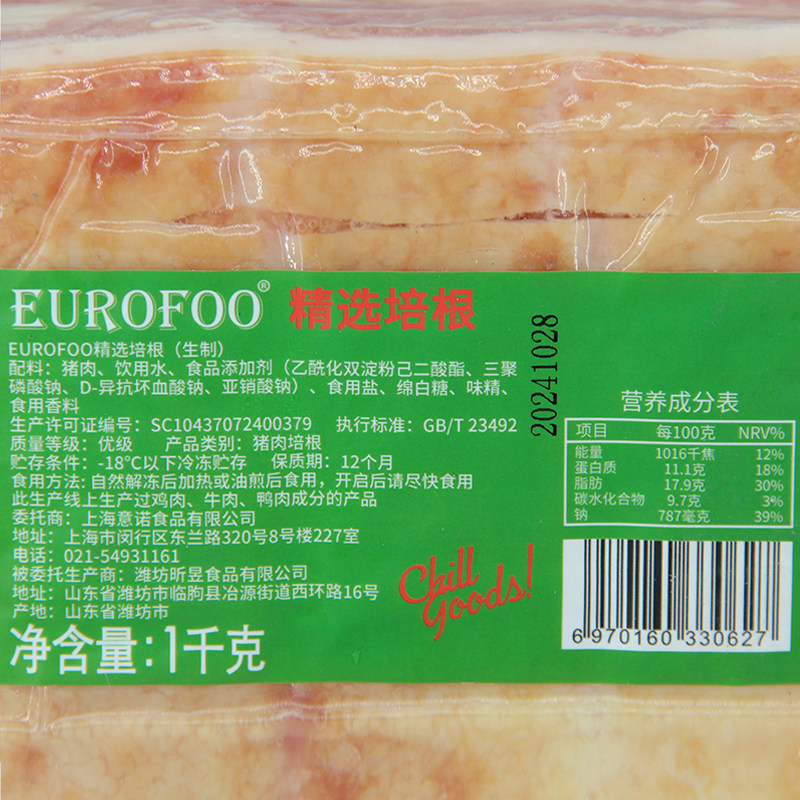 EUROFOO® 精选培根
EUROFOO精选培根（生制）
配料：猪肉、饮用水、食品添加剂（乙酰化双淀粉己二酸酯、三聚
磷酸钠、D-异抗坏血酸钠、亚销酸钠）、食用盐、绵白糖、味精、
食用香料
生产许可证编号：SC10437072400379 执行标准：GB/T 23492
质量等级：优级 产品类别：猪肉培根
贮存条件：-18℃以下冷冻贮存 保质期：12个月
食用方法：自然解冻后加热或油煎后食用，开启后请尽快食用
此生产线上生产过鸡肉、牛肉、鸭肉成分的产品
委托商：上海意诺食品有限公司
地址：上海市闵行区东兰路320号8号楼227室
电话：021-54931161
被委托生产商：潍坊昕昱食品有限公司
地址：山东省潍坊市临朐县冶源街道西环路16号
产地：山东省潍坊市
净含量：1千克
20241028
营养成分表
项目 每100克 NRV%
能量 1016千焦 12%
蛋白质 11.1克 18%
脂肪 17.9克 30%
碳水化合物 9.7克 3%
钠 787毫克 39%
Chill
Goods!
6 970160 330627